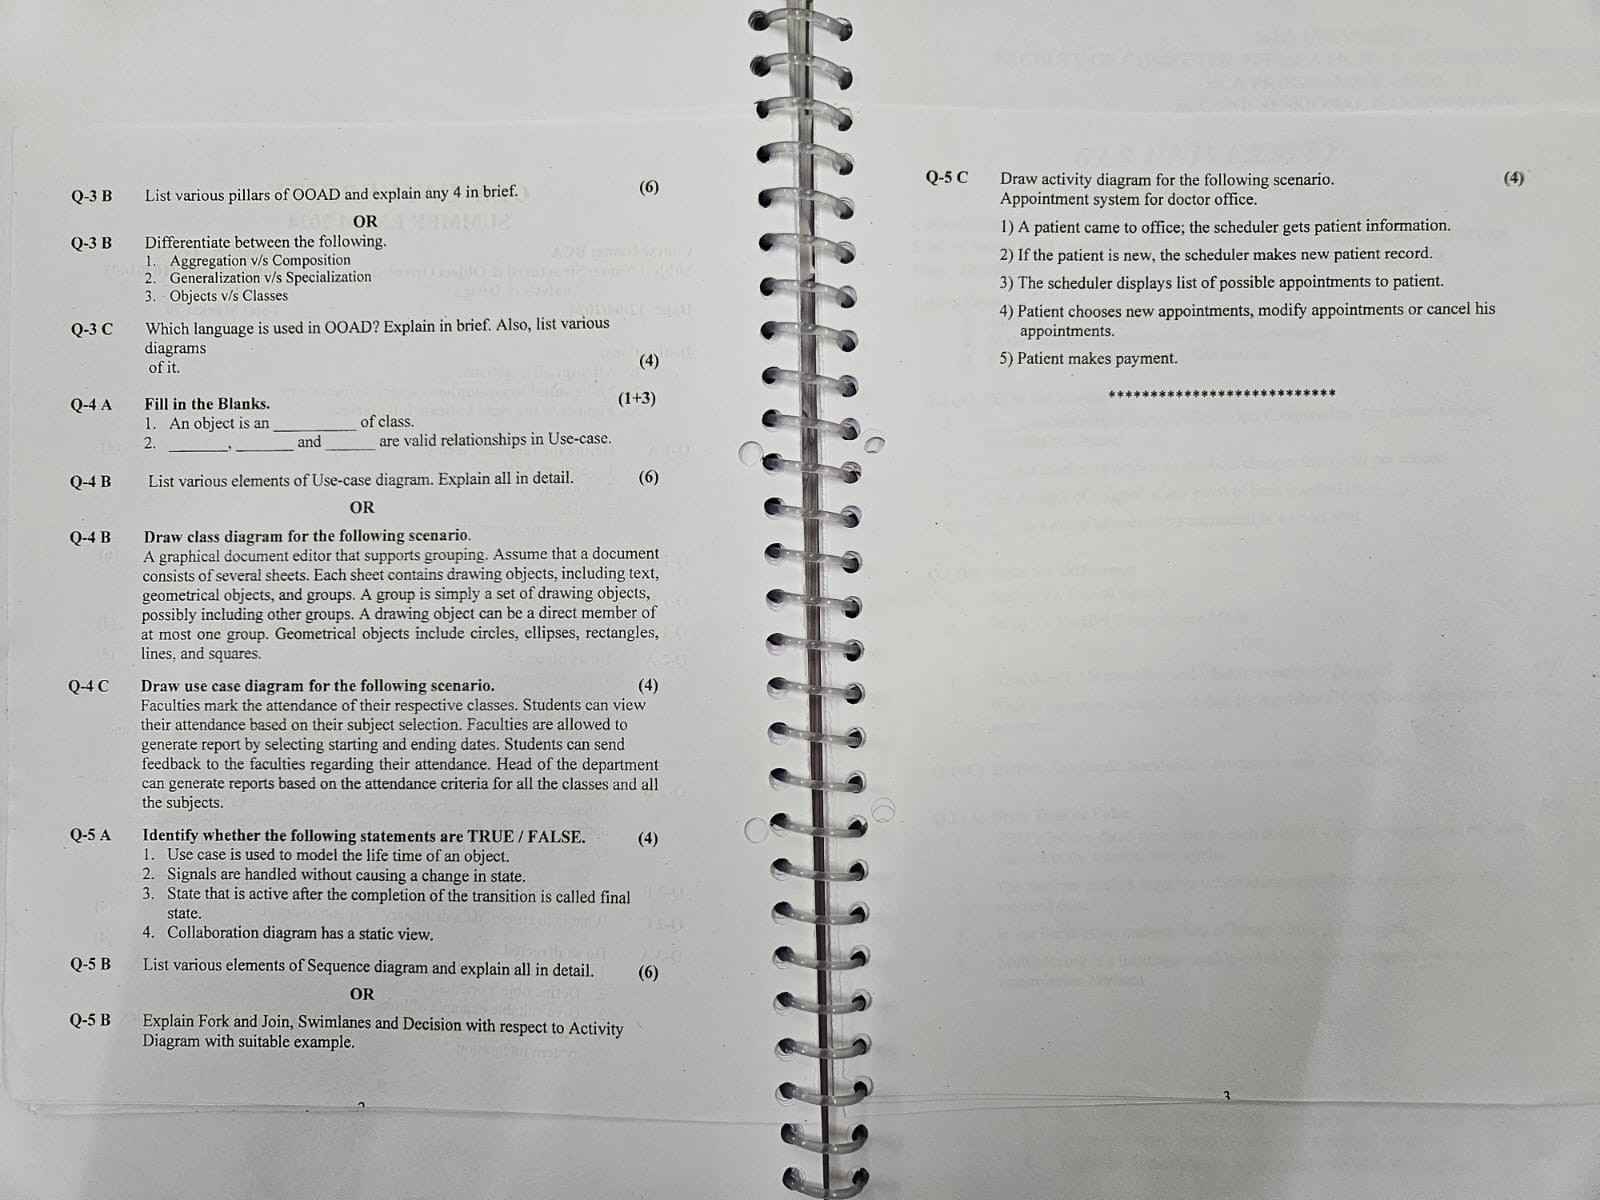 Q-3 B List various pillars of OOAD and explain any 4 in brief. (6)
OR
Q-3 B Differentiate between the following.
1. Aggregation v/s Composition
2. Generalization v/s Specialization
3. Objects v/s Classes
Q-3 C Which language is used in OOAD? Explain in brief. Also, list various
diagrams
of it. (4)
Q-4 A Fill in the Blanks. (1+3)
1. An object is an __________ of class.
2. _______, _______ and ______ are valid relationships in Use-case.
Q-4 B List various elements of Use-case diagram. Explain all in detail. (6)
OR
Q-4 B Draw class diagram for the following scenario.
A graphical document editor that supports grouping. Assume that a document
consists of several sheets. Each sheet contains drawing objects, including text,
geometrical objects, and groups. A group is simply a set of drawing objects,
possibly including other groups. A drawing object can be a direct member of
at most one group. Geometrical objects include circles, ellipses, rectangles,
lines, and squares.
Q-4 C Draw use case diagram for the following scenario. (4)
Faculties mark the attendance of their respective classes. Students can view
their attendance based on their subject selection. Faculties are allowed to
generate report by selecting starting and ending dates. Students can send
feedback to the faculties regarding their attendance. Head of the department
can generate reports based on the attendance criteria for all the classes and all
the subjects.
Q-5 A Identify whether the following statements are TRUE / FALSE. (4)
1. Use case is used to model the life time of an object.
2. Signals are handled without causing a change in state.
3. State that is active after the completion of the transition is called final
state.
4. Collaboration diagram has a static view.
Q-5 B List various elements of Sequence diagram and explain all in detail. (6)
OR
Q-5 B Explain Fork and Join, Swimlanes and Decision with respect to Activity
Diagram with suitable example.
Q-5 C Draw activity diagram for the following scenario. (4)
Appointment system for doctor office.
1) A patient came to office; the scheduler gets patient information.
2) If the patient is new, the scheduler makes new patient record.
3) The scheduler displays list of possible appointments to patient.
4) Patient chooses new appointments, modify appointments or cancel his
appointments.
5) Patient makes payment.
***************************
3